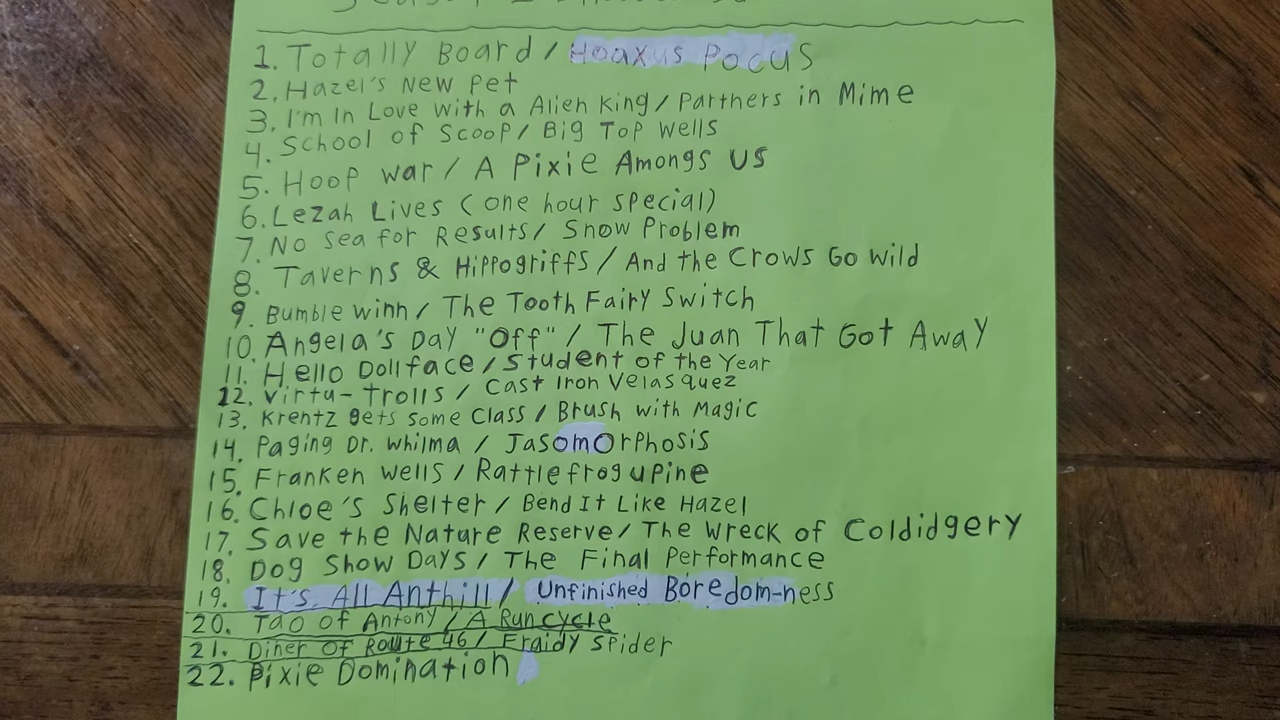 1. Totally Board / Hoaxus Pocus
2. Hazel's New Pet
3. I'm In Love with a Alien King / Partners in Mime
4. School of Scoop / Big Top Wells
5. Hoop war / A Pixie Amongs US
6. Lezah Lives (one hour special)
7. No Sea for Results / Snow Problem
8. Taverns & Hippogriffs / And the Crows Go Wild
9. Bumble winn / The Tooth Fairy Switch
10. Angela's Day "Off" / The Juan That Got Away
11. Hello Dollface / Student of the Year
12. Virtu-Trolls / Cast Iron Velasquez
13. Krentz Gets Some Class / Brush with Magic
14. Paging Dr. Whilma / Jasomorphosis
15. Franken wells / Rattlefrogupine
16. Chloe's Shelter / Bend It Like Hazel
17. Save the Nature Reserve / The Wreck of Coldidgery
18. Dog Show Days / The Final Performance
19. It's All Anthill / Unfinished Boredom-ness
20. Tao of Antony / A Run cycle
21. Diner Of Route 46 / Fraidy Spider
22. Pixie Domination